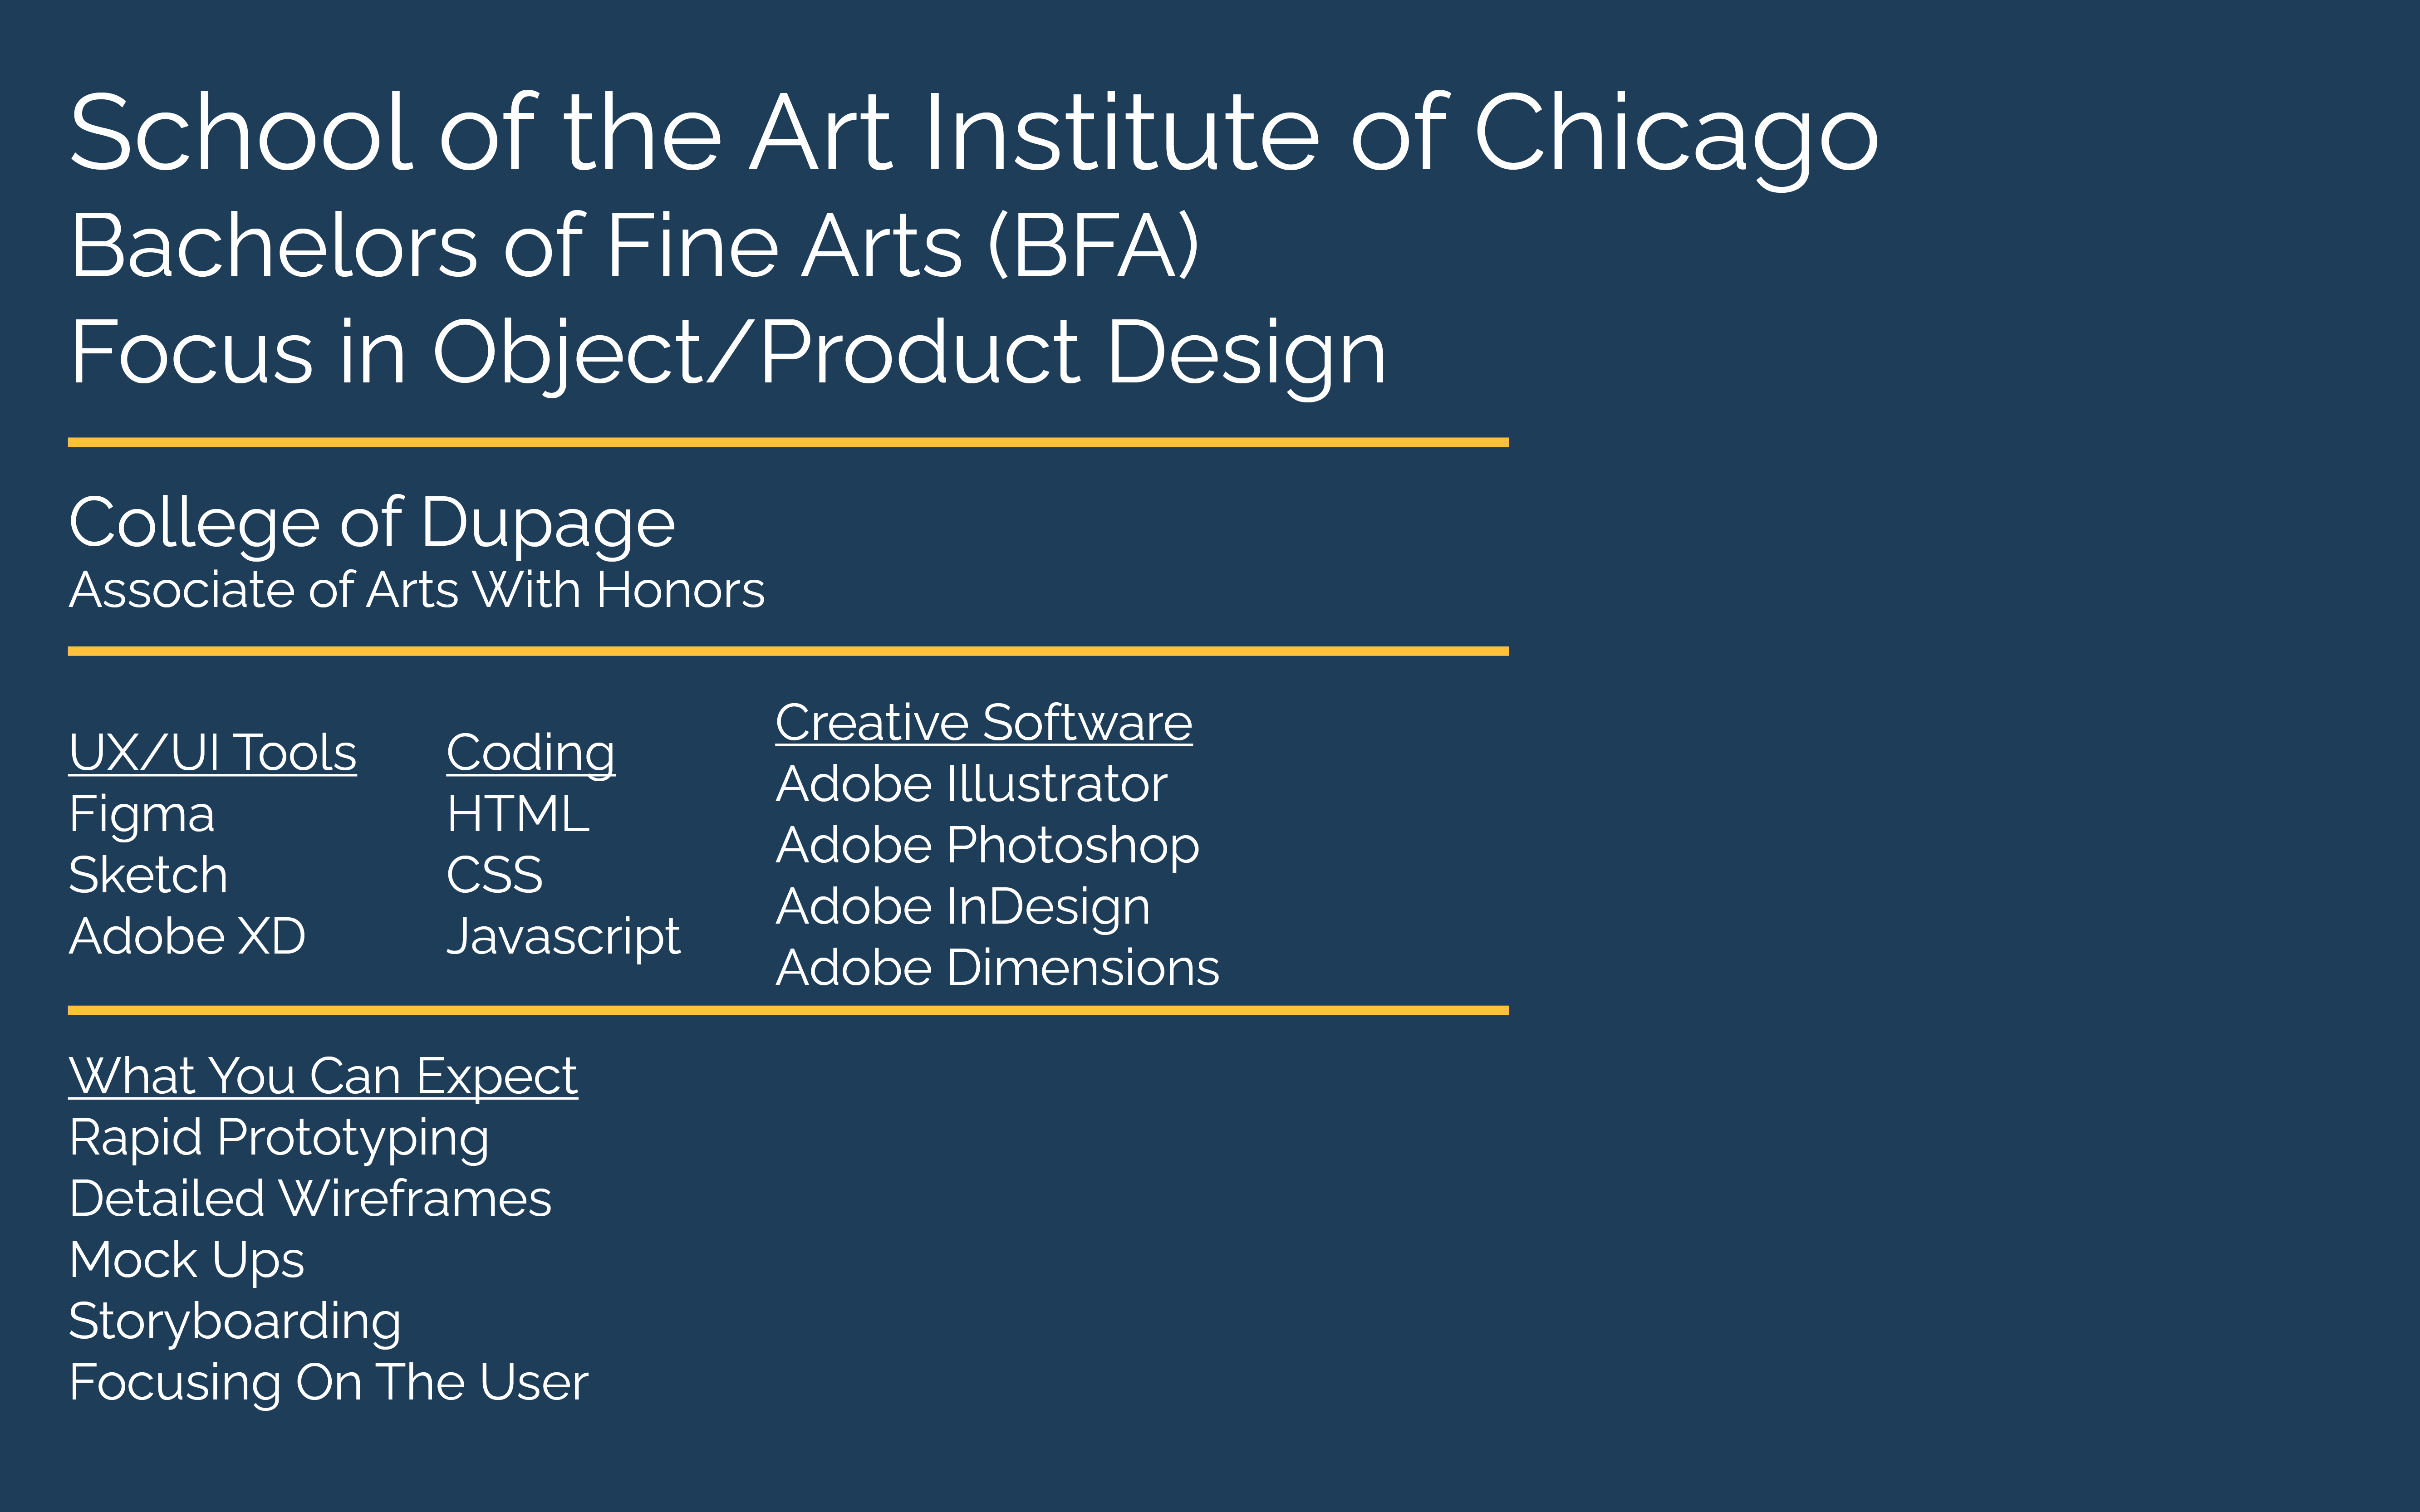 School of the Art Institute of Chicago
Bachelors of Fine Arts (BFA)
Focus in Object/Product Design
College of Dupage
Associate of Arts With Honors
UX/UI Tools
Figma
Sketch
Adobe XD
Coding
HTML
CSS
Javascript
Creative Software
Adobe Illustrator
Adobe Photoshop
Adobe InDesign
Adobe Dimensions
What You Can Expect
Rapid Prototyping
Detailed Wireframes
Mock Ups
Storyboarding
Focusing On The User